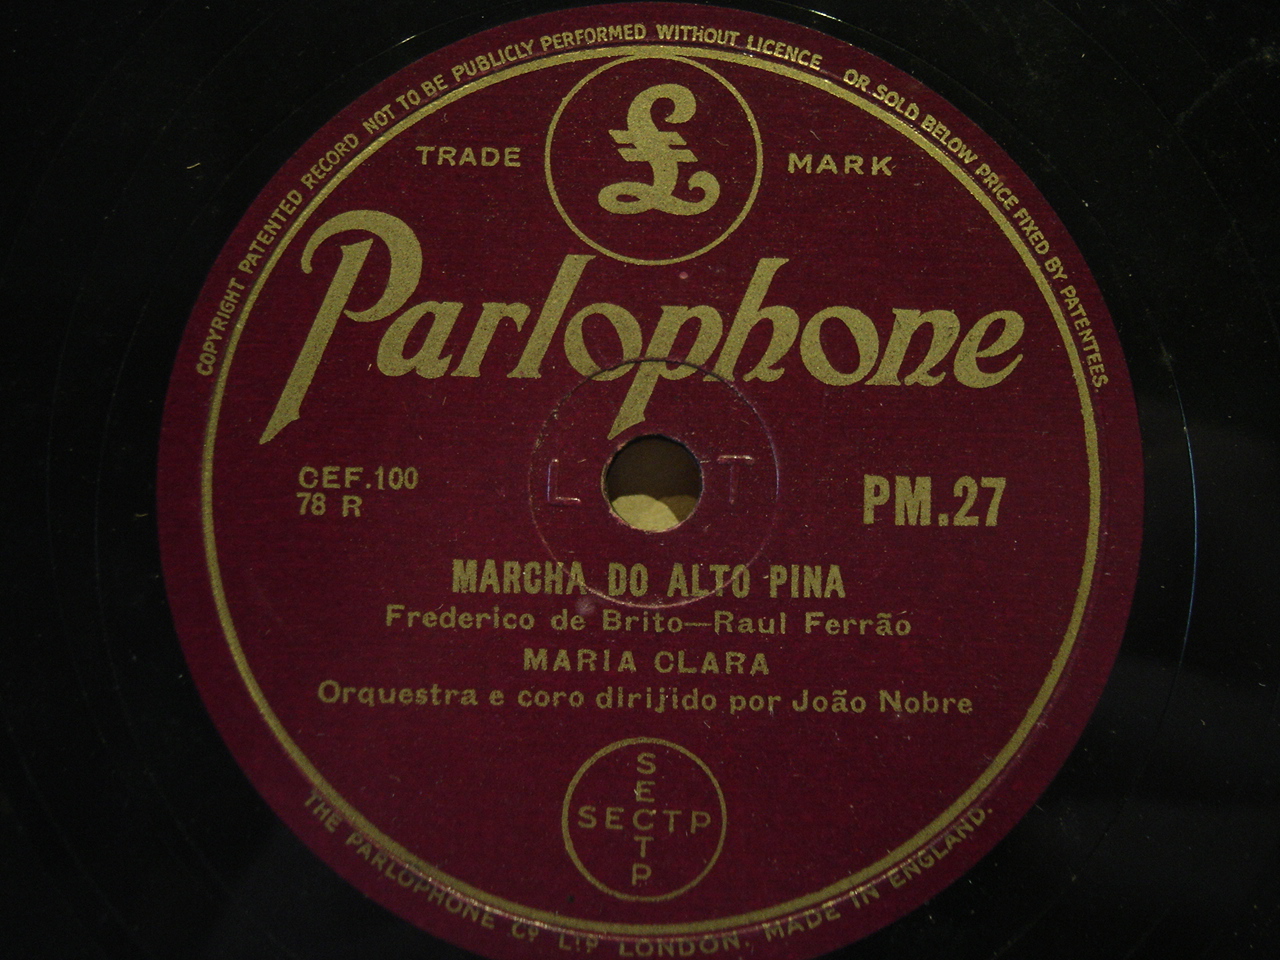 COPYRIGHT PATENTED RECORD NOT TO BE PUBLICLY PERFORMED WITHOUT LICENCE OR SOLD BELOW PRICE FIXED BY PATENTEES.
£
TRADE MARK
Parlophone
CEF.100
78 R
PM.27
MARCHA DO ALTO PINA
Frederico de Brito—Raul Ferrão
MARIA CLARA
Orquestra e coro dirijido por João Nobre
SECTP
SECTP
THE PARLOPHONE CO LTD LONDON. MADE IN ENGLAND.